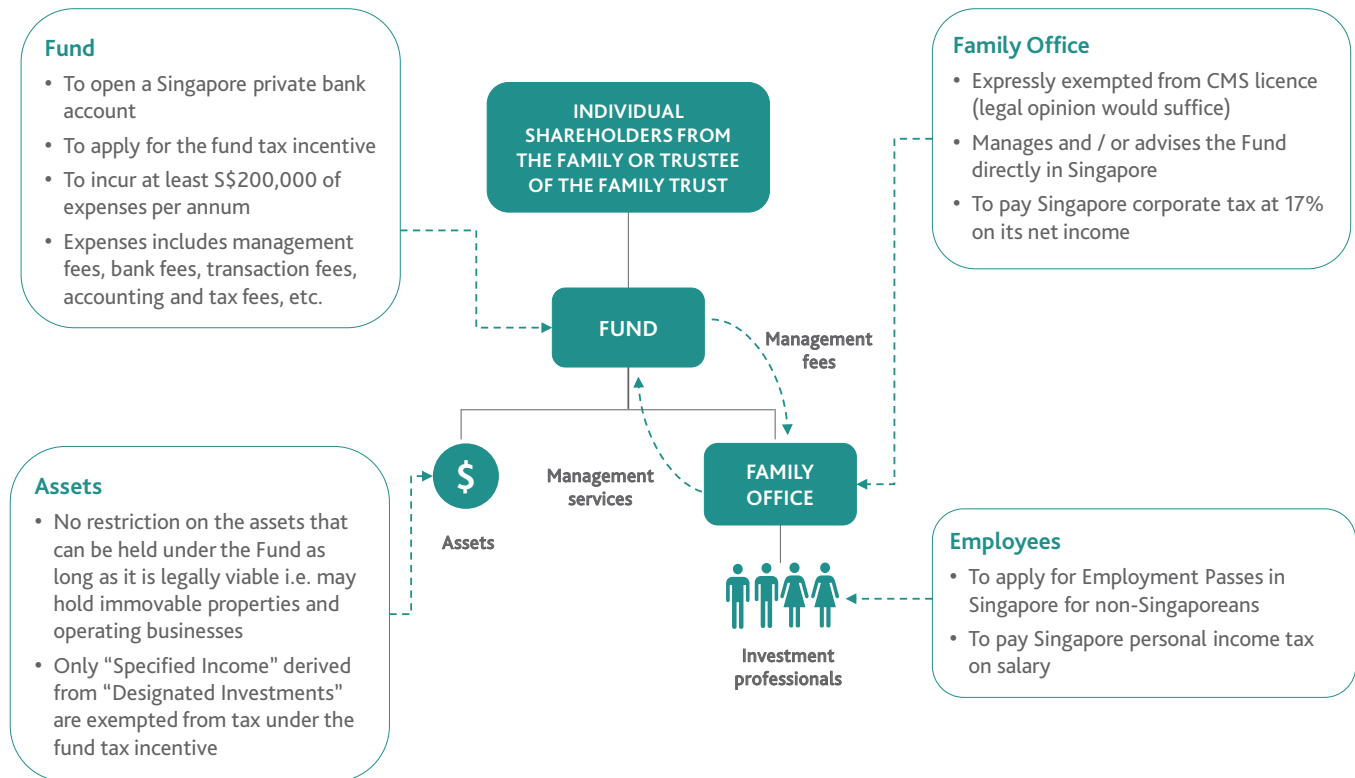 Fund
• To open a Singapore private bank
account
• To apply for the fund tax incentive
• To incur at least S$200,000 of
expenses per annum
• Expenses includes management
fees, bank fees, transaction fees,
accounting and tax fees, etc.
INDIVIDUAL
SHAREHOLDERS FROM
THE FAMILY OR TRUSTEE
OF THE FAMILY TRUST
Family Office
• Expressly exempted from CMS licence
(legal opinion would suffice)
• Manages and / or advises the Fund
directly in Singapore
• To pay Singapore corporate tax at 17%
on its net income
FUND
Management
fees
Management
services
$
Assets
FAMILY
OFFICE
Investment
professionals
Assets
• No restriction on the assets that
can be held under the Fund as
long as it is legally viable i.e. may
hold immovable properties and
operating businesses
• Only “Specified Income” derived
from “Designated Investments”
are exempted from tax under the
fund tax incentive
Employees
• To apply for Employment Passes in
Singapore for non-Singaporeans
• To pay Singapore personal income tax
on salary